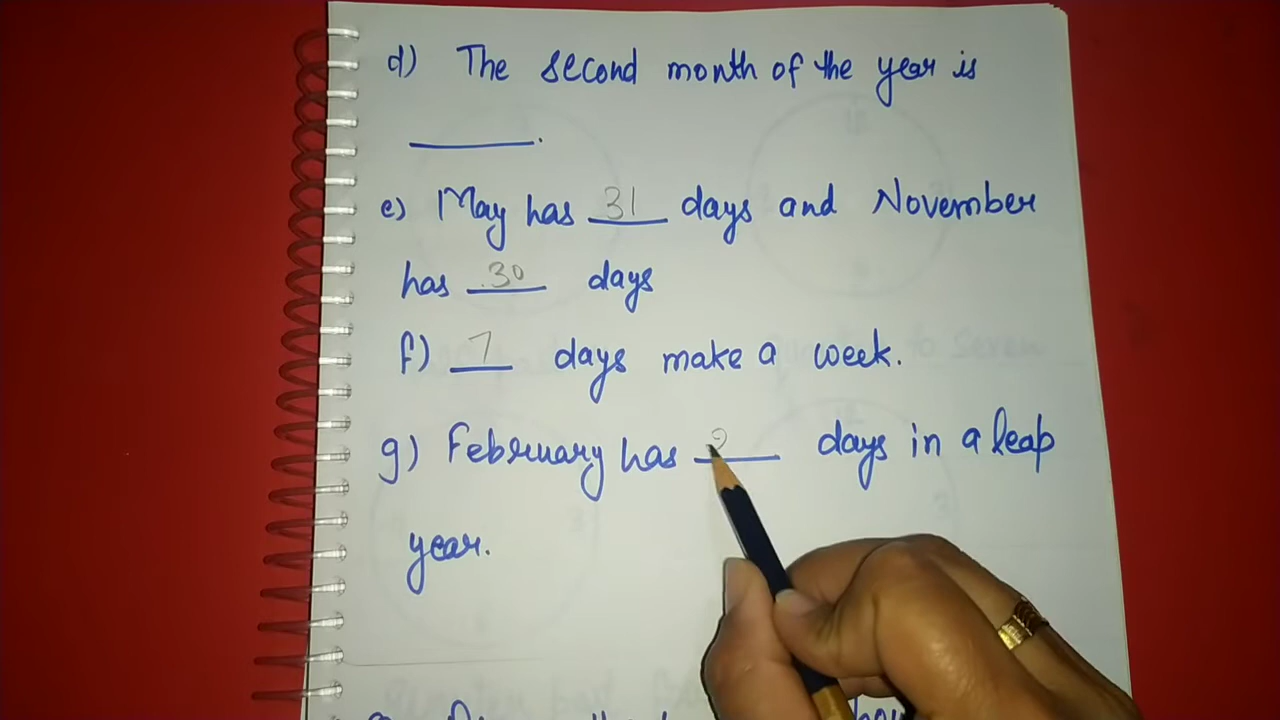 d) The second month of the year is
______.
e) May has 31 days and November
has 30 days
f) 7 days make a week.
g) February has 2 days in a leap
year.